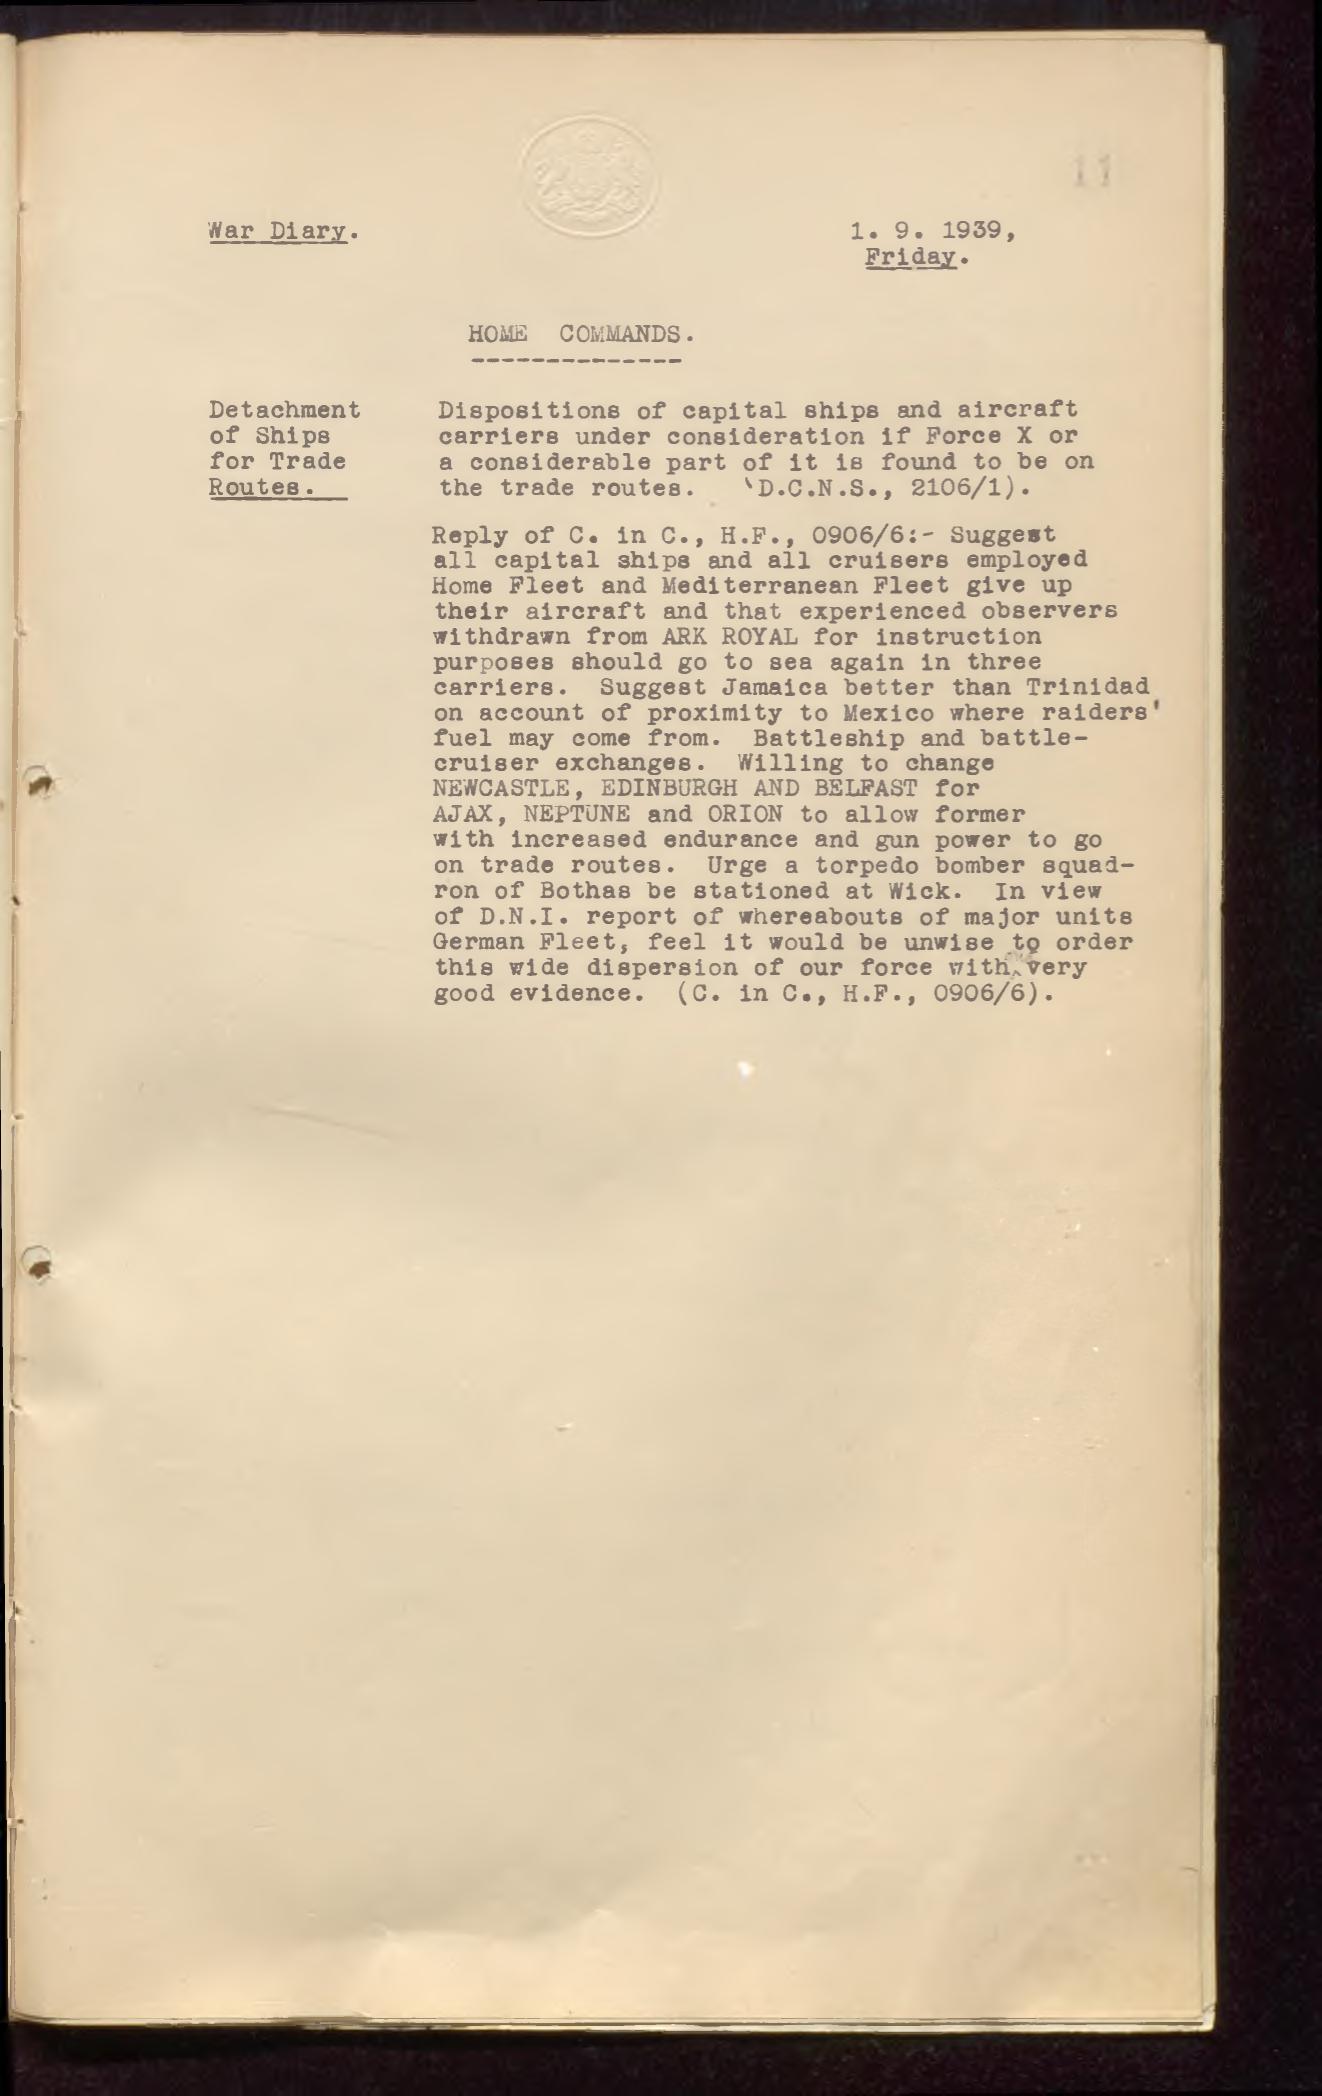 11
War Diary.
1. 9. 1939,
Friday.
HOME COMMANDS.
--------------
Detachment
of Ships
for Trade
Routes.
Dispositions of capital ships and aircraft
carriers under consideration if Force X or
a considerable part of it is found to be on
the trade routes. (D.C.N.S., 2106/1).
Reply of C. in C., H.F., 0906/6:- Suggest
all capital ships and all cruisers employed
Home Fleet and Mediterranean Fleet give up
their aircraft and that experienced observers
withdrawn from ARK ROYAL for instruction
purposes should go to sea again in three
carriers. Suggest Jamaica better than Trinidad
on account of proximity to Mexico where raiders'
fuel may come from. Battleship and battle-
cruiser exchanges. Willing to change
NEWCASTLE, EDINBURGH AND BELFAST for
AJAX, NEPTUNE and ORION to allow former
with increased endurance and gun power to go
on trade routes. Urge a torpedo bomber squad-
ron of Bothas be stationed at Wick. In view
of D.N.I. report of whereabouts of major units
German Fleet, feel it would be unwise to order
this wide dispersion of our force with very
good evidence. (C. in C., H.F., 0906/6).